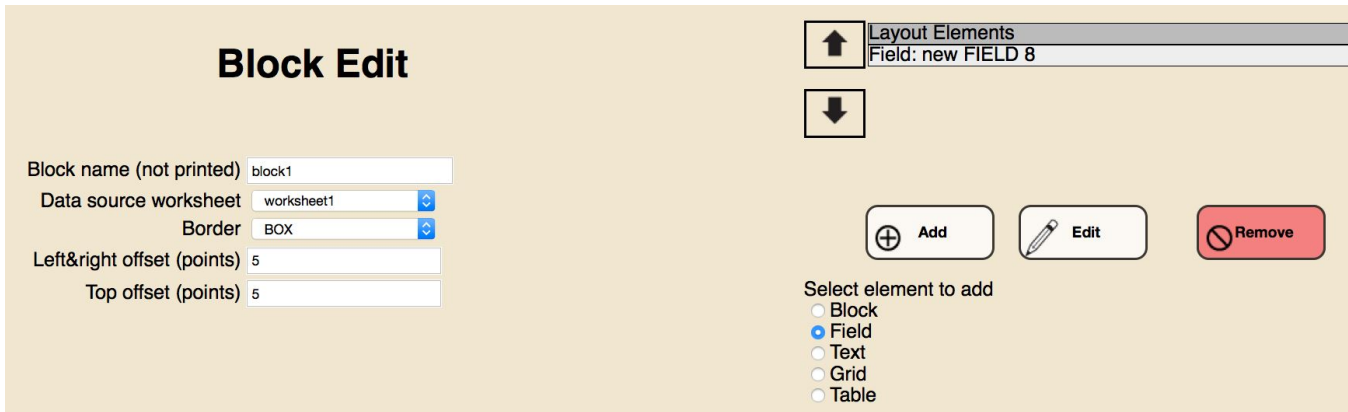 Block Edit
Block name (not printed) block1
Data source worksheet worksheet1
Border BOX
Left&right offset (points) 5
Top offset (points) 5
Layout Elements
Field: new FIELD 8
Add Edit Remove
Select element to add
Block
Field
Text
Grid
Table